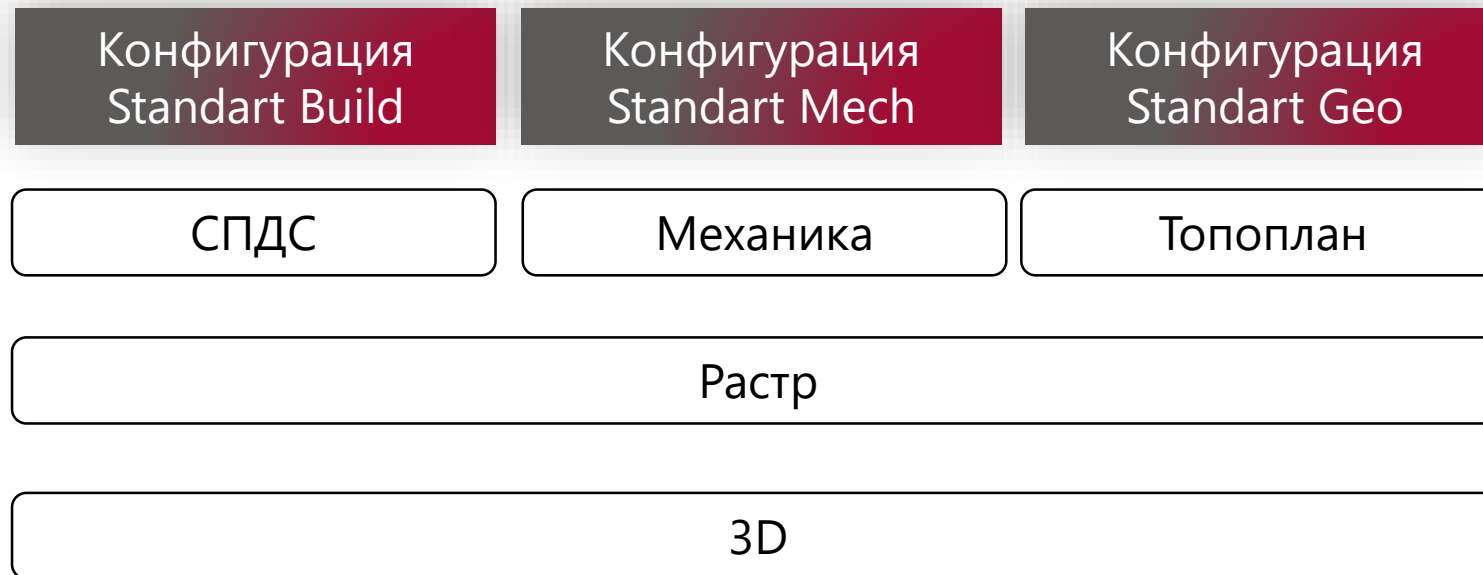 Конфигурация
Standart Build
Конфигурация
Standart Mech
Конфигурация
Standart Geo
СПДС
Механика
Топоплан
Растр
3D